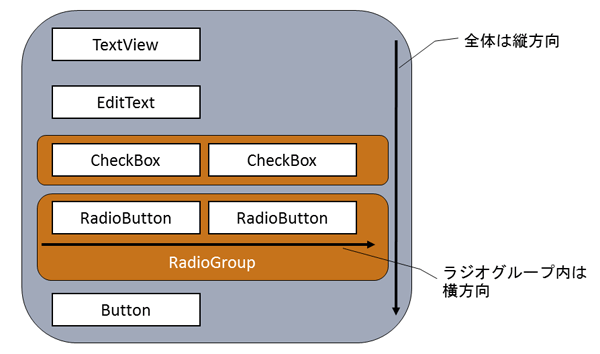 TextView
全体は縦方向
EditText
CheckBox CheckBox
RadioButton RadioButton
RadioGroup
ラジオグループ内は
横方向
Button